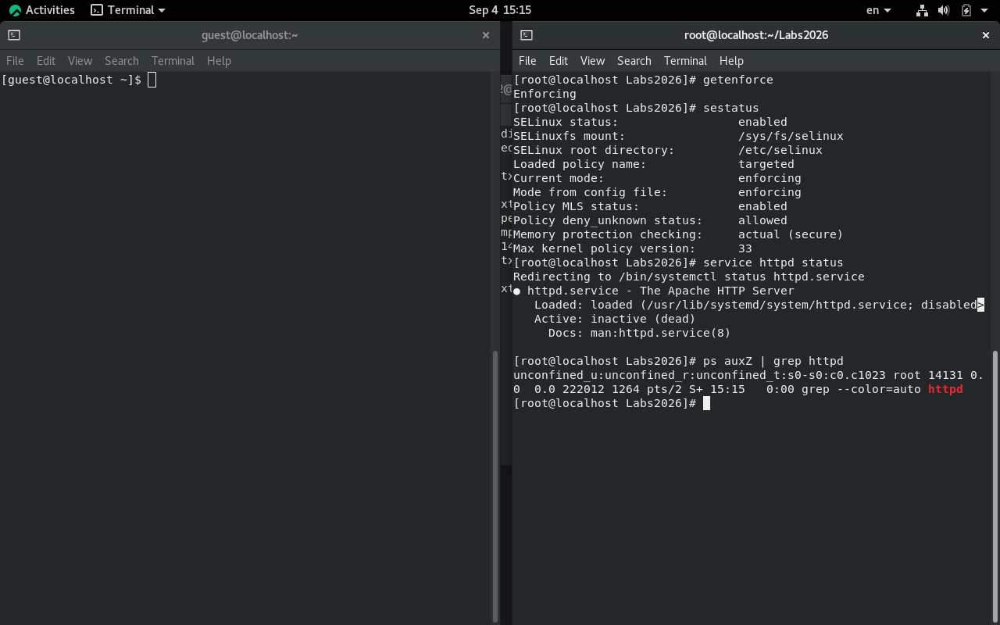 Activities Terminal Sep 4 15:15 en
guest@localhost:~
File Edit View Search Terminal Help
[guest@localhost ~]$
root@localhost:~/Labs2026
File Edit View Search Terminal Help
[root@localhost Labs2026]# getenforce
Enforcing
[root@localhost Labs2026]# sestatus
SELinux status:                 enabled
SELinuxfs mount:                /sys/fs/selinux
SELinux root directory:         /etc/selinux
Loaded policy name:             targeted
Current mode:                   enforcing
Mode from config file:          enforcing
Policy MLS status:              enabled
Policy deny_unknown status:     allowed
Memory protection checking:     actual (secure)
Max kernel policy version:      33
[root@localhost Labs2026]# service httpd status
Redirecting to /bin/systemctl status httpd.service
● httpd.service - The Apache HTTP Server
   Loaded: loaded (/usr/lib/systemd/system/httpd.service; disabled>
   Active: inactive (dead)
     Docs: man:httpd.service(8)
[root@localhost Labs2026]# ps auxZ | grep httpd
unconfined_u:unconfined_r:unconfined_t:s0-s0:c0.c1023 root 14131 0.
0  0.0 222012 1264 pts/2 S+ 15:15   0:00 grep --color=auto httpd
[root@localhost Labs2026]#